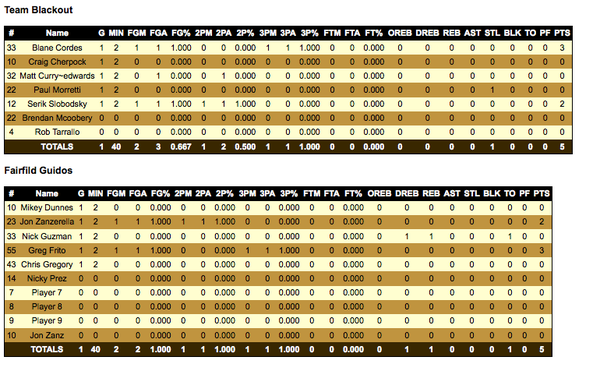 Team Blackout
# Name G MIN FGM FGA FG% 2PM 2PA 2P% 3PM 3PA 3P% FTM FTA FT% OREB DREB REB AST STL BLK TO PF PTS
33 Blane Cordes 1 2 1 1 1.000 0 0 0.000 1 1 1.000 0 0 0.000 0 0 0 0 0 0 0 0 3
10 Craig Cherpock 1 2 0 0 0.000 0 0 0.000 0 0 0.000 0 0 0.000 0 0 0 0 0 0 0 0 0
32 Matt Curry~edwards 1 2 0 1 0.000 0 1 0.000 0 0 0.000 0 0 0.000 0 0 0 0 0 0 0 0 0
22 Paul Morretti 1 2 0 0 0.000 0 0 0.000 0 0 0.000 0 0 0.000 0 0 0 0 1 0 0 0 0
12 Serik Slobodsky 1 2 1 1 1.000 1 1 1.000 0 0 0.000 0 0 0.000 0 0 0 0 0 0 0 0 2
22 Brendan Mcobery 0 0 0 0 0.000 0 0 0.000 0 0 0.000 0 0 0.000 0 0 0 0 0 0 0 0 0
4 Rob Tarrallo 0 0 0 0 0.000 0 0 0.000 0 0 0.000 0 0 0.000 0 0 0 0 0 0 0 0 0
TOTALS 1 40 2 3 0.667 1 2 0.500 1 1 1.000 0 0 0.000 0 0 0 0 1 0 0 0 5
Fairfild Guidos
# Name G MIN FGM FGA FG% 2PM 2PA 2P% 3PM 3PA 3P% FTM FTA FT% OREB DREB REB AST STL BLK TO PF PTS
10 Mikey Dunnes 1 2 0 0 0.000 0 0 0.000 0 0 0.000 0 0 0.000 0 0 0 0 0 0 0 0 0
23 Jon Zanzerella 1 2 1 1 1.000 1 1 1.000 0 0 0.000 0 0 0.000 0 0 0 0 0 0 0 0 2
33 Nick Guzman 1 2 0 0 0.000 0 0 0.000 0 0 0.000 0 0 0.000 0 1 1 0 0 0 1 0 0
55 Greg Frito 1 2 1 1 1.000 0 0 0.000 1 1 1.000 0 0 0.000 0 0 0 0 0 0 0 0 3
43 Chris Gregory 1 2 0 0 0.000 0 0 0.000 0 0 0.000 0 0 0.000 0 0 0 0 0 0 0 0 0
14 Nicky Prez 0 0 0 0 0.000 0 0 0.000 0 0 0.000 0 0 0.000 0 0 0 0 0 0 0 0 0
7 Player 7 0 0 0 0 0.000 0 0 0.000 0 0 0.000 0 0 0.000 0 0 0 0 0 0 0 0 0
8 Player 8 0 0 0 0 0.000 0 0 0.000 0 0 0.000 0 0 0.000 0 0 0 0 0 0 0 0 0
9 Player 9 0 0 0 0 0.000 0 0 0.000 0 0 0.000 0 0 0.000 0 0 0 0 0 0 0 0 0
10 Jon Zanz 0 0 0 0 0.000 0 0 0.000 0 0 0.000 0 0 0.000 0 0 0 0 0 0 0 0 0
TOTALS 1 40 2 2 1.000 1 1 1.000 1 1 1.000 0 0 0.000 0 1 1 0 0 0 1 0 5